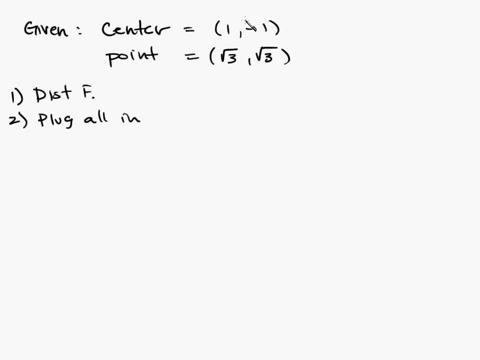 Given: Center = (1, -1)
point = (√3, √3)
1) Dist F.
2) Plug all in